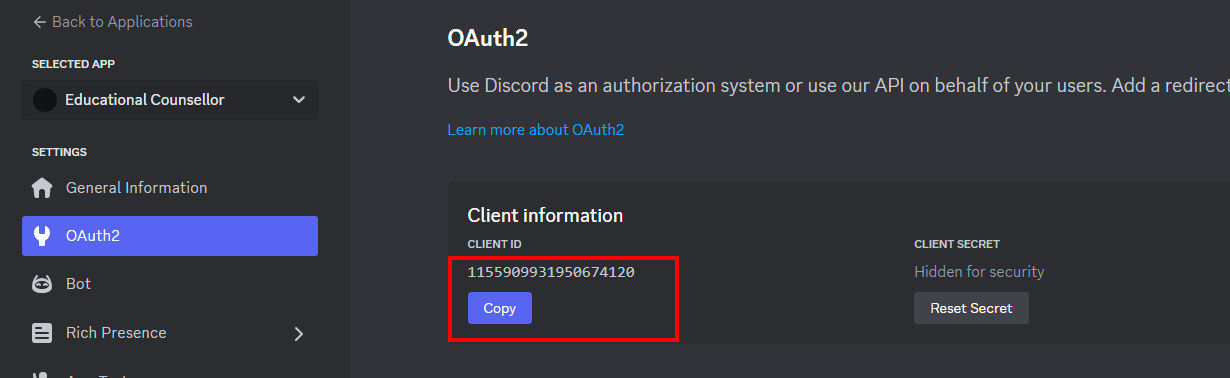 Back to Applications
SELECTED APP
Educational Counsellor
SETTINGS
General Information
OAuth2
Bot
Rich Presence
OAuth2
Use Discord as an authorization system or use our API on behalf of your users. Add a redirect
Learn more about OAuth2
Client information
CLIENT ID
1155909931950674120
Copy
CLIENT SECRET
Hidden for security
Reset Secret